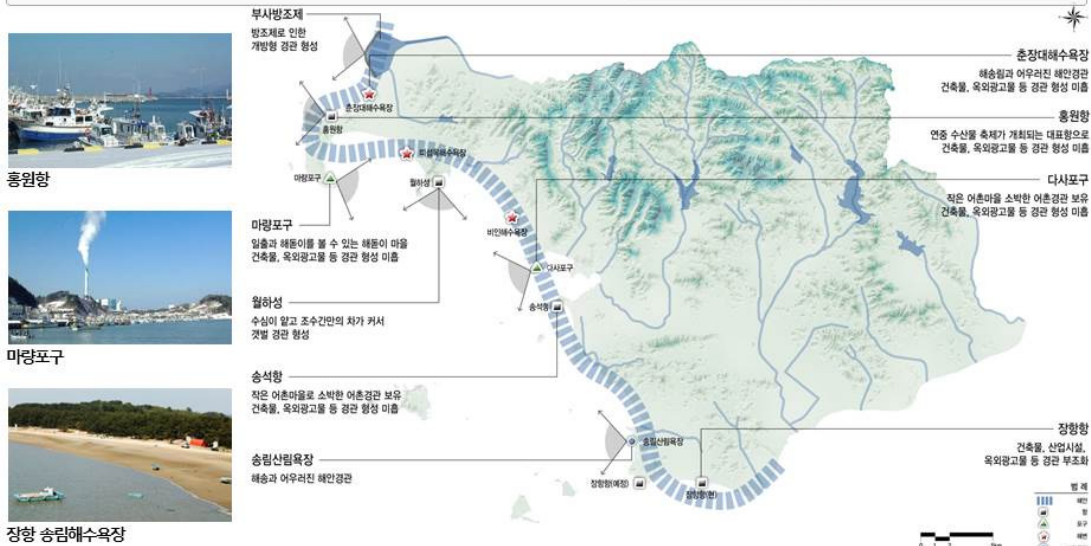 홍원항
마량포구
장항 송림해수욕장
부사방조제
방조제로 인한
개방형 경관 형성
마량포구
일출과 해돋이를 볼 수 있는 해돋이 마을
건축물, 옥외광고물 등 경관 형성 미흡
월하성
수심이 얕고 조수간만의 차가 커서
갯벌 경관 형성
송석항
작은 어촌마을로 소박한 어촌경관 보유
건축물, 옥외광고물 등 경관 형성 미흡
송림산림욕장
해송과 어우러진 해안경관
춘장대해수욕장
홍원항
마량포구
월하성
비인해수욕장
다사포구
송석항
송림산림욕장
장항항(예정)
장항항(현)
춘장대해수욕장
해송림과 어우러진 해안경관
건축물, 옥외광고물 등 경관 형성 미흡
홍원항
연중 수산물 축제가 개최되는 대표항으로
건축물, 옥외광고물 등 경관 형성 미흡
다사포구
작은 어촌마을 소박한 어촌경관 보유
건축물, 옥외광고물 등 경관 형성 미흡
장항항
건축물, 산업시설,
옥외광고물 등 경관 부조화
범 례
해안
항
포구